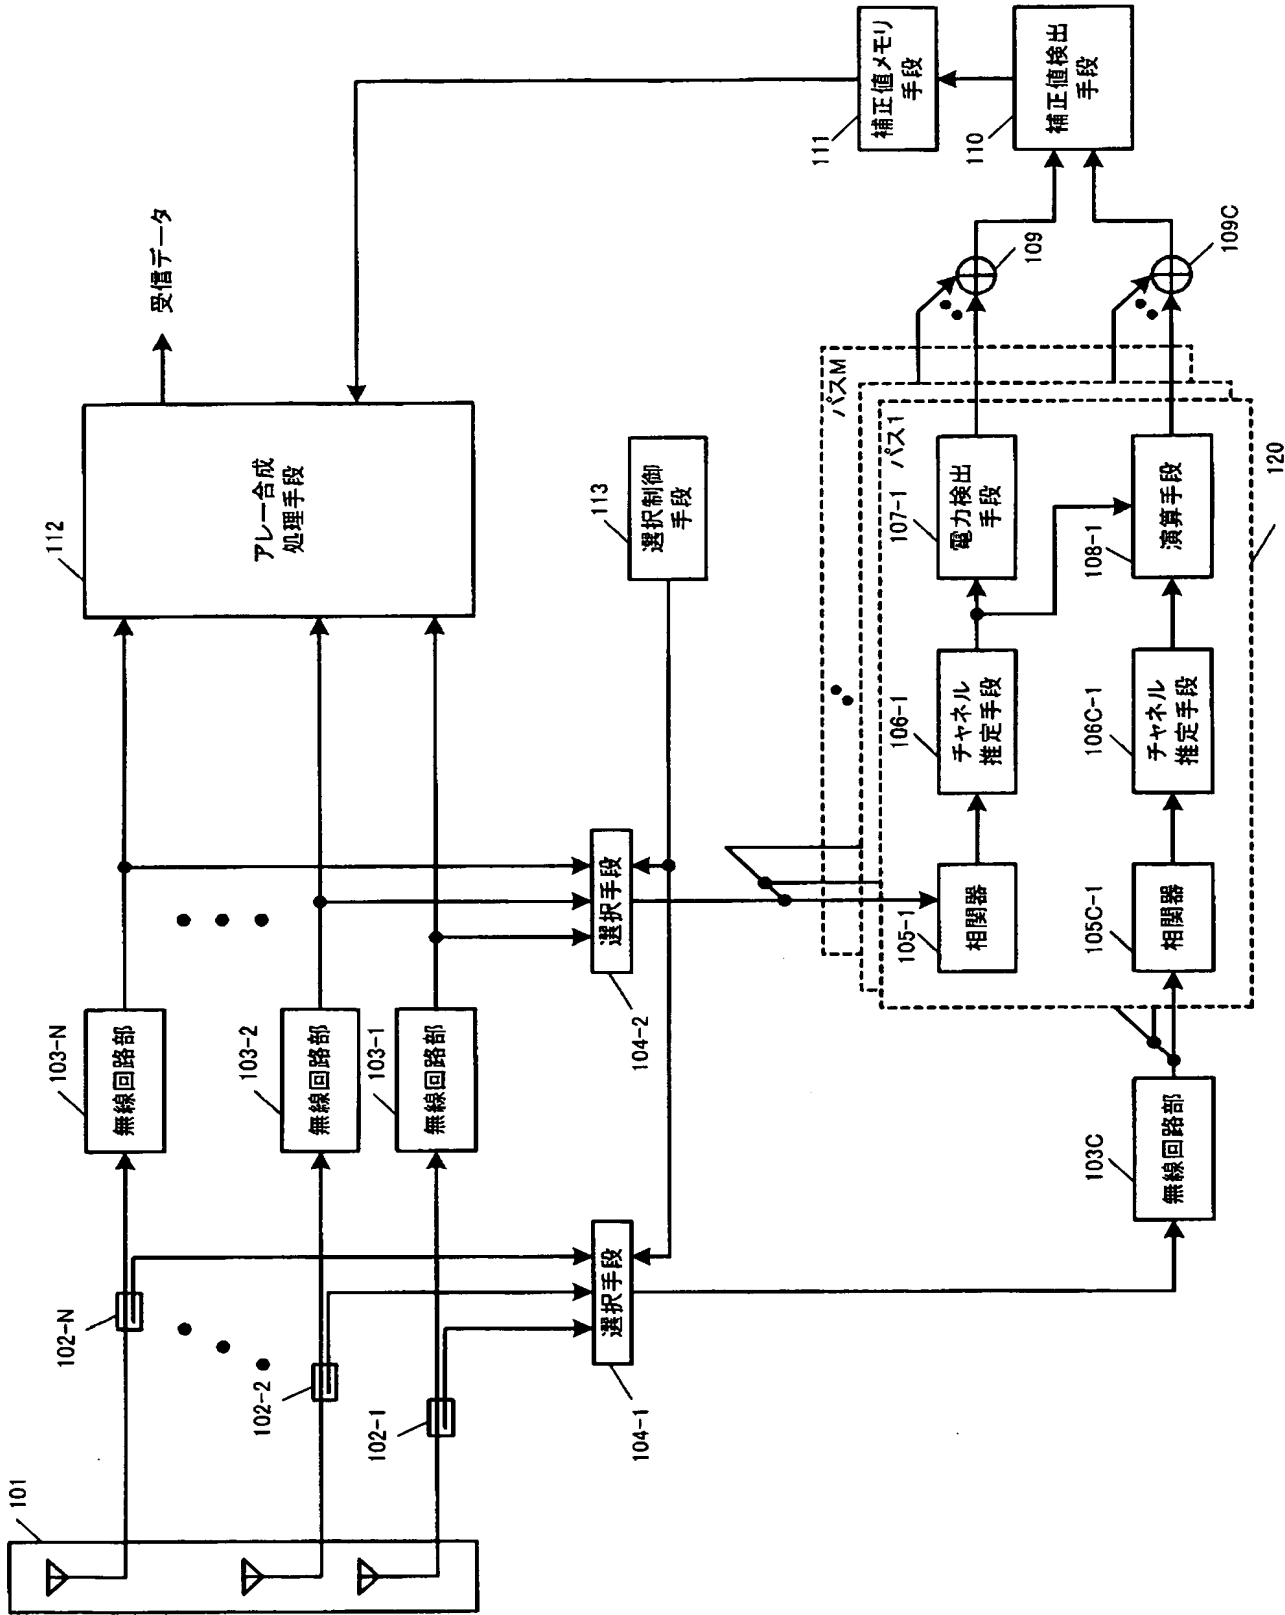 101
102-N
102-2
102-1
103-N
無線回路部
103-2
無線回路部
103-1
無線回路部
112
アレー合成
処理手段
受信データ
104-1
選択手段
104-2
選択手段
113
選択制御
手段
111
補正値メモリ
手段
110
補正値検出
手段
109
109C
パスM
パス1
105-1
相関器
106-1
チャネル
推定手段
107-1
電力検出
手段
103C
無線回路部
105C-1
相関器
106C-1
チャネル
推定手段
108-1
演算手段
120